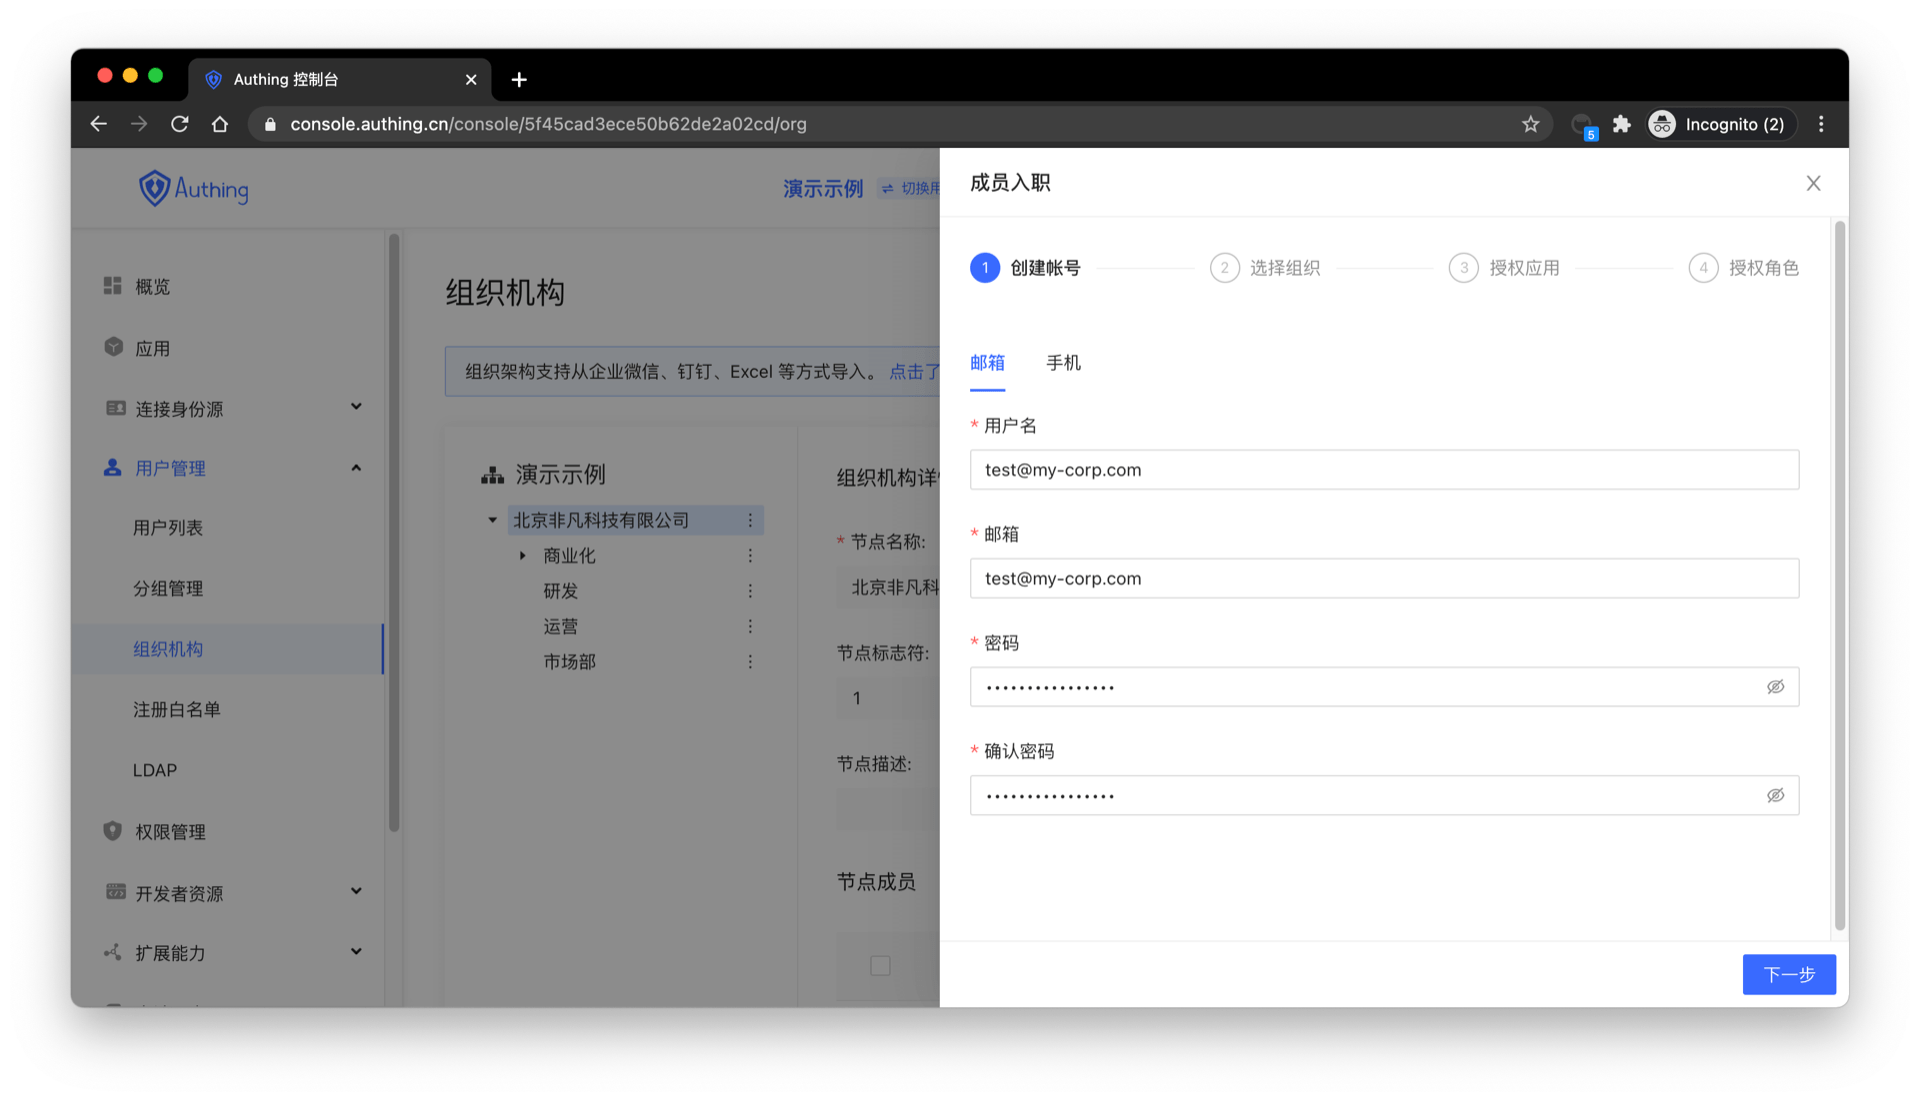 Authing 控制台
console.authing.cn/console/5f45cad3ece50b62de2a02cd/org
5
Incognito (2)
Authing
演示示例
切换用
概览
应用
连接身份源
用户管理
用户列表
分组管理
组织机构
注册白名单
LDAP
权限管理
开发者资源
扩展能力
组织机构
组织架构支持从企业微信、钉钉、Excel 等方式导入。 点击了
演示示例
北京非凡科技有限公司
商业化
研发
运营
市场部
组织机构详
* 节点名称:
北京非凡科
节点标志符:
1
节点描述:
节点成员
成员入职
1 创建帐号
2 选择组织
3 授权应用
4 授权角色
邮箱 手机
* 用户名
test@my-corp.com
* 邮箱
test@my-corp.com
* 密码
••••••••••••••••
* 确认密码
••••••••••••••••
下一步